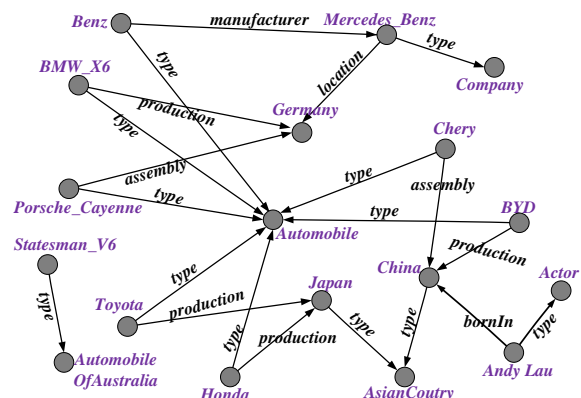 Benz
manufacturer
Mercedes_Benz
type
BMW_X6
type
location
Company
production
Germany
type
Chery
assembly
type
assembly
type
Porsche_Cayenne
type
BYD
Automobile
Statesman_V6
China
production
Actor
type
Japan
Toyota
production
type
bornIn
type
type
production
type
type
Automobile
OfAustralia
Andy Lau
Honda
AsianCoutry